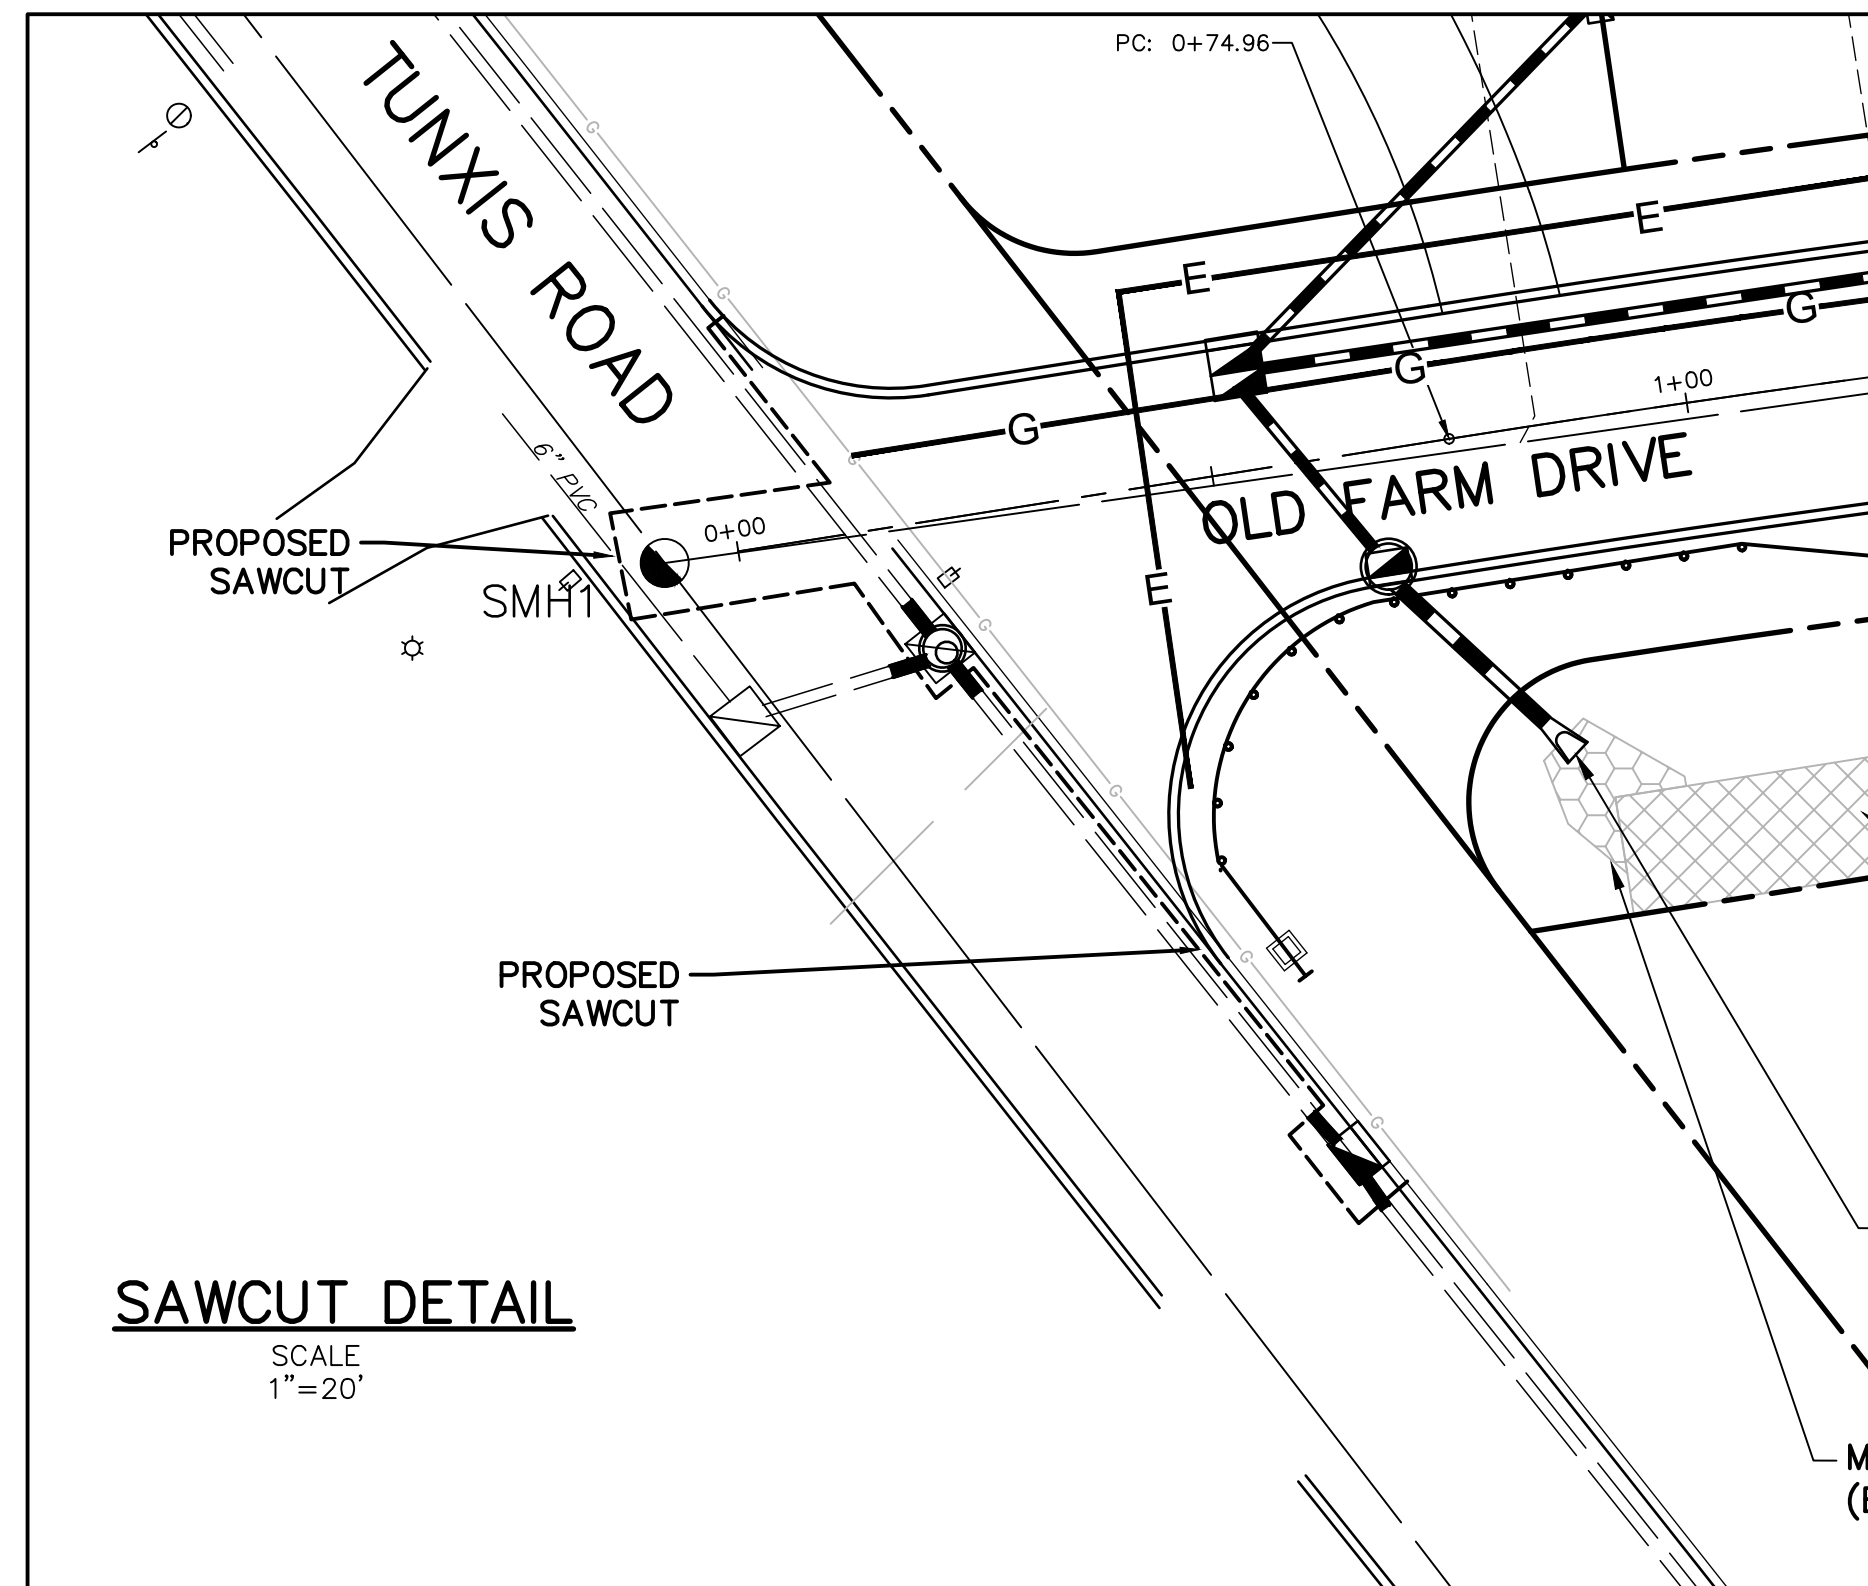 PC: 0+74.96
TUNXIS ROAD
G
G
E
E
G
G
1+00
G
G
6" PVC
OLD FARM DRIVE
0+00
PROPOSED
SAWCUT
SMH1
E
G
G
PROPOSED
SAWCUT
G
G
SAWCUT DETAIL
SCALE
1"=20'